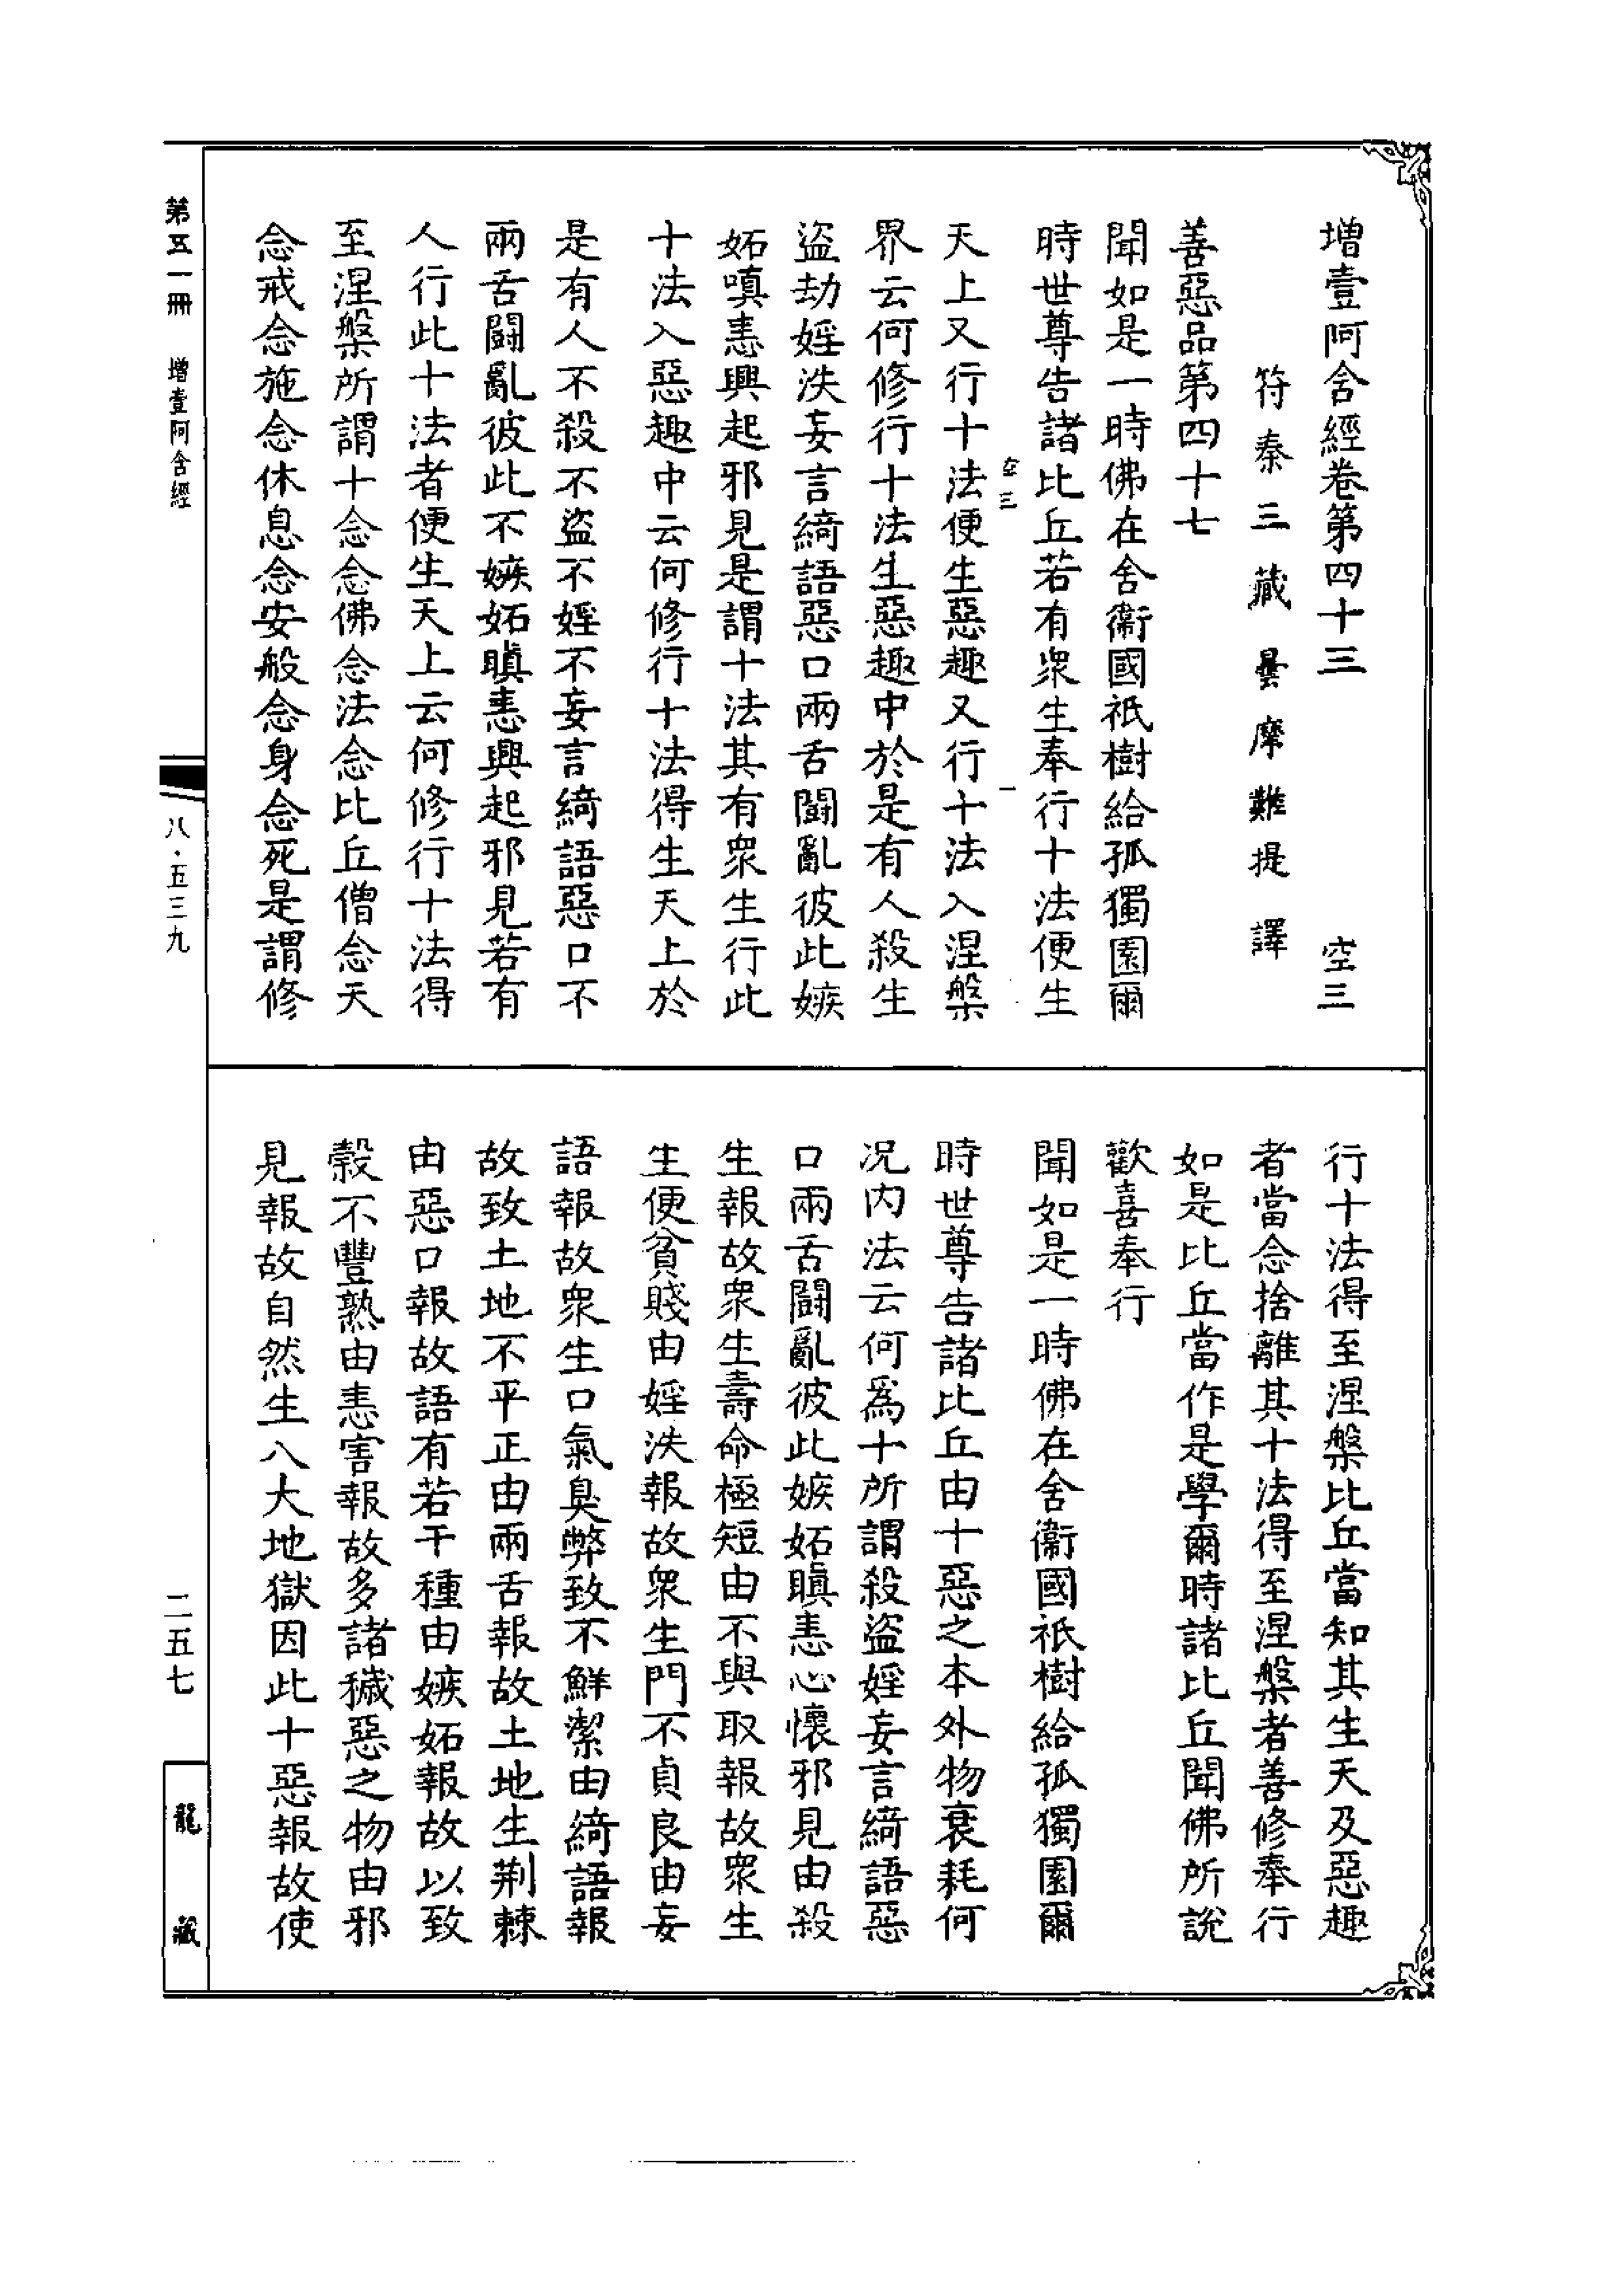 增壹阿含經卷第四十三　空三
符秦三藏曇摩難提譯
善惡品第四十七
聞如是一時佛在舍衞國祇樹給孤獨園爾
時世尊告諸比丘若有衆生奉行十法便生
空三　一
天上又行十法便生惡趣又行十法入涅槃
界云何修行十法生惡趣中於是有人殺生
盜劫婬泆妄言綺語惡口兩舌鬭亂彼此嫉
妬嗔恚興起邪見是謂十法其有衆生行此
十法入惡趣中云何修行十法得生天上於
是有人不殺不盜不婬不妄言綺語惡口不
兩舌鬭亂彼此不嫉妬瞋恚興起邪見若有
人行此十法者便生天上云何修行十法得
至涅槃所謂十念念佛念法念比丘僧念天
念戒念施念休息念安般念身念死是謂修
行十法得至涅槃比丘當知其生天及惡趣
者當念捨離其十法得至涅槃者善修奉行
如是比丘當作是學爾時諸比丘聞佛所說
歡喜奉行
聞如是一時佛在舍衞國祇樹給孤獨園爾
時世尊告諸比丘由十惡之本外物衰耗何
况内法云何爲十所謂殺盜婬妄言綺語惡
口兩舌鬭亂彼此嫉妬瞋恚心懷邪見由殺
生報故衆生壽命極短由不與取報故衆生
生便貧賤由婬泆報故衆生門不貞良由妄
語報故衆生口氣臭弊致不鮮潔由綺語報
故致土地不平正由兩舌報故土地生荆棘
由惡口報故語有若干種由嫉妬報故以致
穀不豐熟由恚害報故多諸穢惡之物由邪
見報故自然生八大地獄因此十惡報故使
第五一冊　增壹阿含經
八·五三九
二五七
龍藏